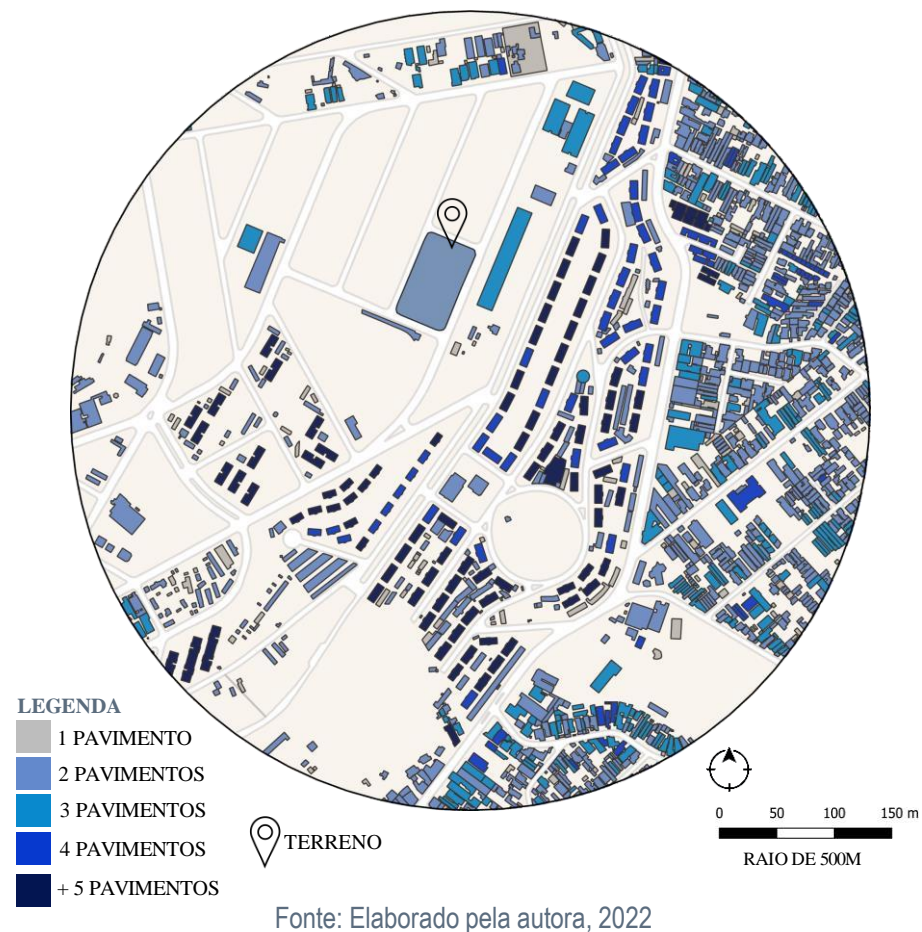 LEGENDA
1 PAVIMENTO
2 PAVIMENTOS
3 PAVIMENTOS
4 PAVIMENTOS
+ 5 PAVIMENTOS
TERRENO
0 50 100 150 m
RAIO DE 500M
Fonte: Elaborado pela autora, 2022